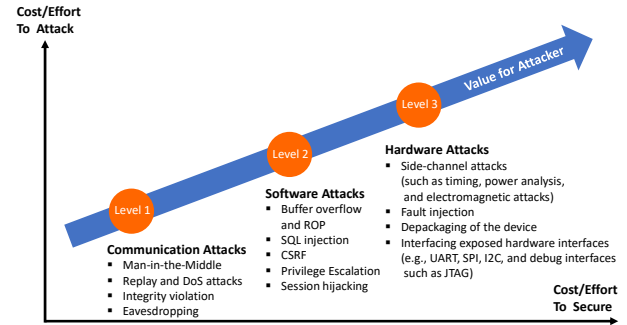 Cost/Effort
To Attack
Value for Attacker
Level 3
Level 2
Level 1
Hardware Attacks
▪ Side-channel attacks
(such as timing, power analysis,
and electromagnetic attacks)
▪ Fault injection
▪ Depackaging of the device
▪ Interfacing exposed hardware interfaces
(e.g., UART, SPI, I2C, and debug interfaces
such as JTAG)
Software Attacks
▪ Buffer overflow
and ROP
▪ SQL injection
▪ CSRF
▪ Privilege Escalation
▪ Session hijacking
Communication Attacks
▪ Man-in-the-Middle
▪ Replay and DoS attacks
▪ Integrity violation
▪ Eavesdropping
Cost/Effort
To Secure